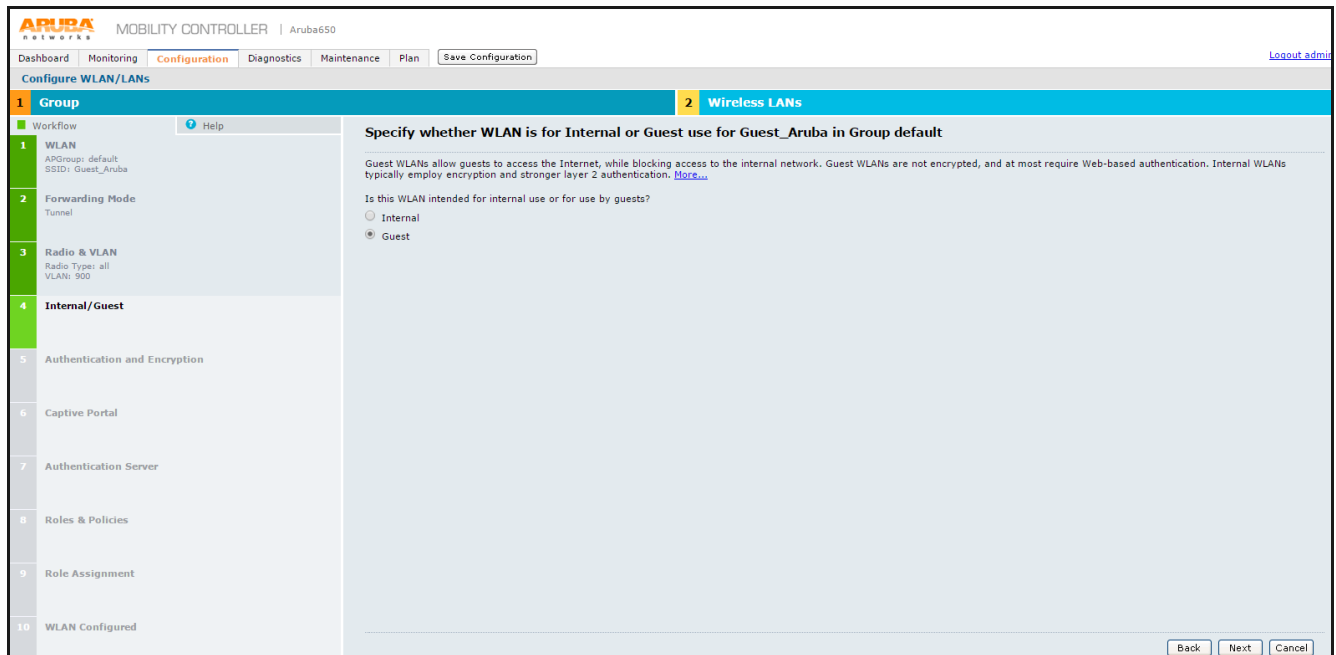 ARUBA networks MOBILITY CONTROLLER | Aruba650
Dashboard Monitoring Configuration Diagnostics Maintenance Plan Save Configuration Logout admin
Configure WLAN/LANs
1 Group 2 Wireless LANs
Workflow ? Help
1 WLAN
APGroup: default
SSID: Guest_Aruba
2 Forwarding Mode
Tunnel
3 Radio & VLAN
Radio Type: all
VLAN: 900
4 Internal/Guest
5 Authentication and Encryption
6 Captive Portal
7 Authentication Server
8 Roles & Policies
9 Role Assignment
10 WLAN Configured
Specify whether WLAN is for Internal or Guest use for Guest_Aruba in Group default
Guest WLANs allow guests to access the Internet, while blocking access to the internal network. Guest WLANs are not encrypted, and at most require Web-based authentication. Internal WLANs
typically employ encryption and stronger layer 2 authentication. More...
Is this WLAN intended for internal use or for use by guests?
Internal
Guest
Back Next Cancel